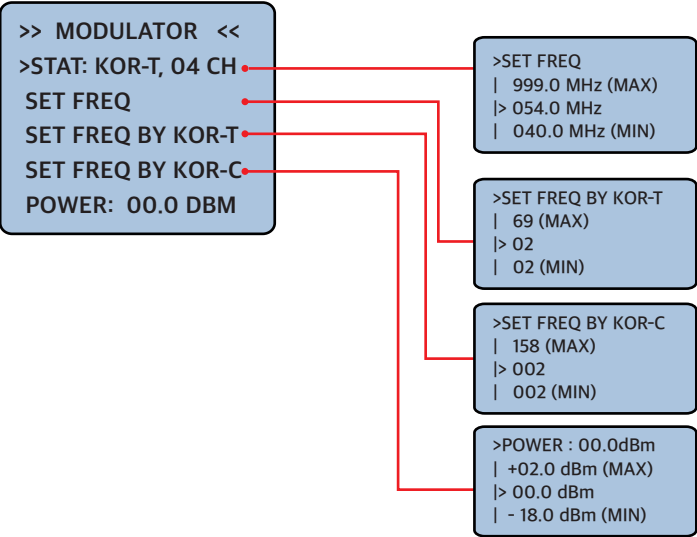 >> MODULATOR <<
>STAT: KOR-T, 04 CH
SET FREQ
SET FREQ BY KOR-T
SET FREQ BY KOR-C
POWER: 00.0 DBM
>SET FREQ
| 999.0 MHz (MAX)
|> 054.0 MHz
| 040.0 MHz (MIN)
>SET FREQ BY KOR-T
| 69 (MAX)
|> 02
| 02 (MIN)
>SET FREQ BY KOR-C
| 158 (MAX)
|> 002
| 002 (MIN)
>POWER : 00.0dBm
| +02.0 dBm (MAX)
|> 00.0 dBm
| - 18.0 dBm (MIN)